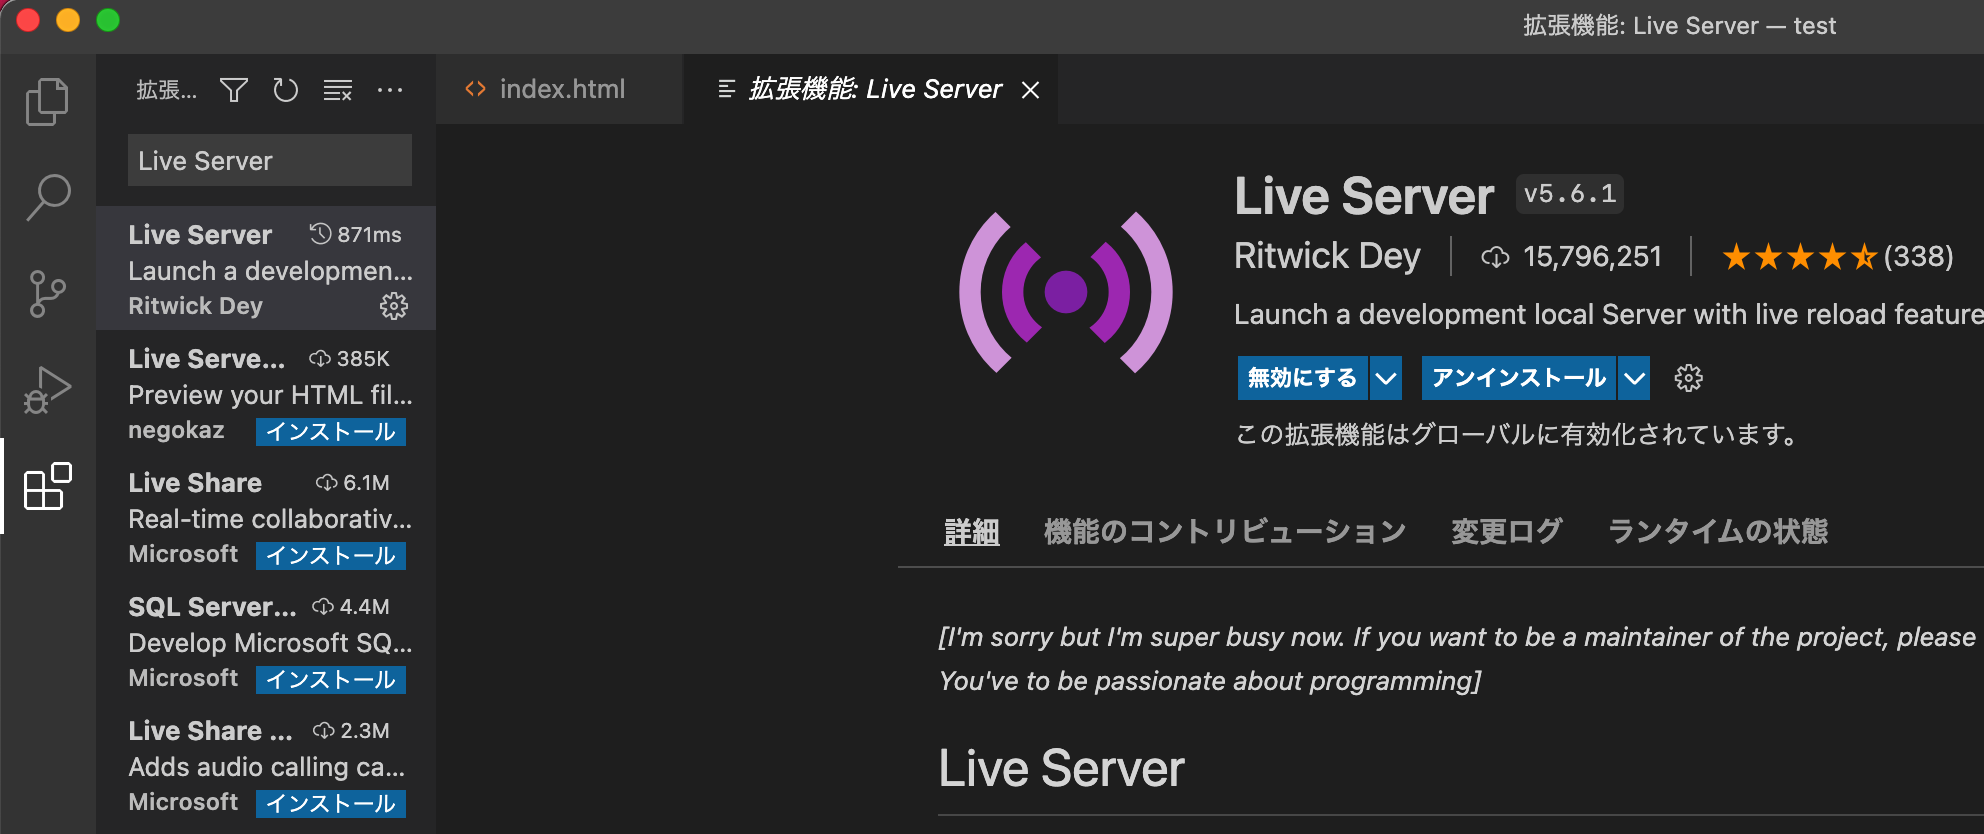 拡張機能: Live Server — test
拡張...
index.html
拡張機能: Live Server
Live Server
Live Server 871ms
Launch a developmen...
Ritwick Dey
Live Serve... 385K
Preview your HTML fil...
negokaz インストール
Live Share 6.1M
Real-time collaborativ...
Microsoft インストール
SQL Server... 4.4M
Develop Microsoft SQ...
Microsoft インストール
Live Share ... 2.3M
Adds audio calling ca...
Microsoft インストール
Live Server v5.6.1
Ritwick Dey 15,796,251 (338)
Launch a development local Server with live reload feature
無効にする アンインストール
この拡張機能はグローバルに有効化されています。
詳細 機能のコントリビューション 変更ログ ランタイムの状態
[I'm sorry but I'm super busy now. If you want to be a maintainer of the project, please
You've to be passionate about programming]
Live Server